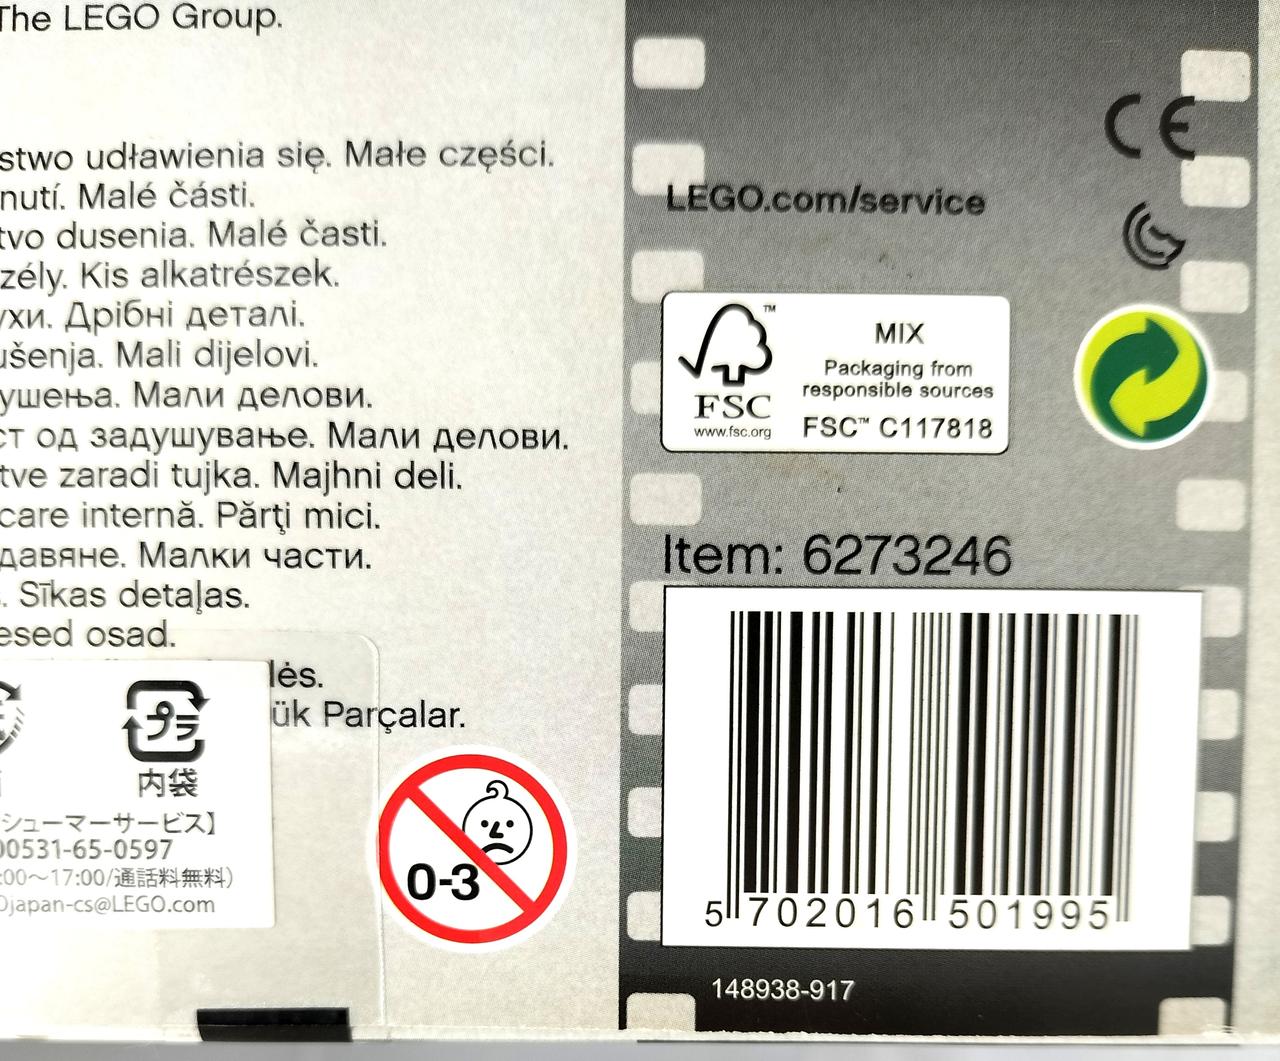 The LEGO Group.
stwo udławienia się. Małe części.
nutí. Malé části.
tvo dusenia. Malé časti.
zély. Kis alkatrészek.
ухи. Дрібні деталі.
ušenja. Mali dijelovi.
ушења. Мали делови.
ст од задушување. Мали делови.
tve zaradi tujka. Majhni deli.
care internă. Părţi mici.
давяне. Малки части.
. Sīkas detaļas.
esed osad.
lės.
ük Parçalar.
プラ
内袋
シューマーサービス】
00531-65-0597
:00～17:00/通話料無料)
Ojapan-cs@LEGO.com
0-3
CE
LEGO.com/service
FSC
www.fsc.org
™
MIX
Packaging from
responsible sources
FSC™ C117818
Item: 6273246
5 702016 501995
148938-917